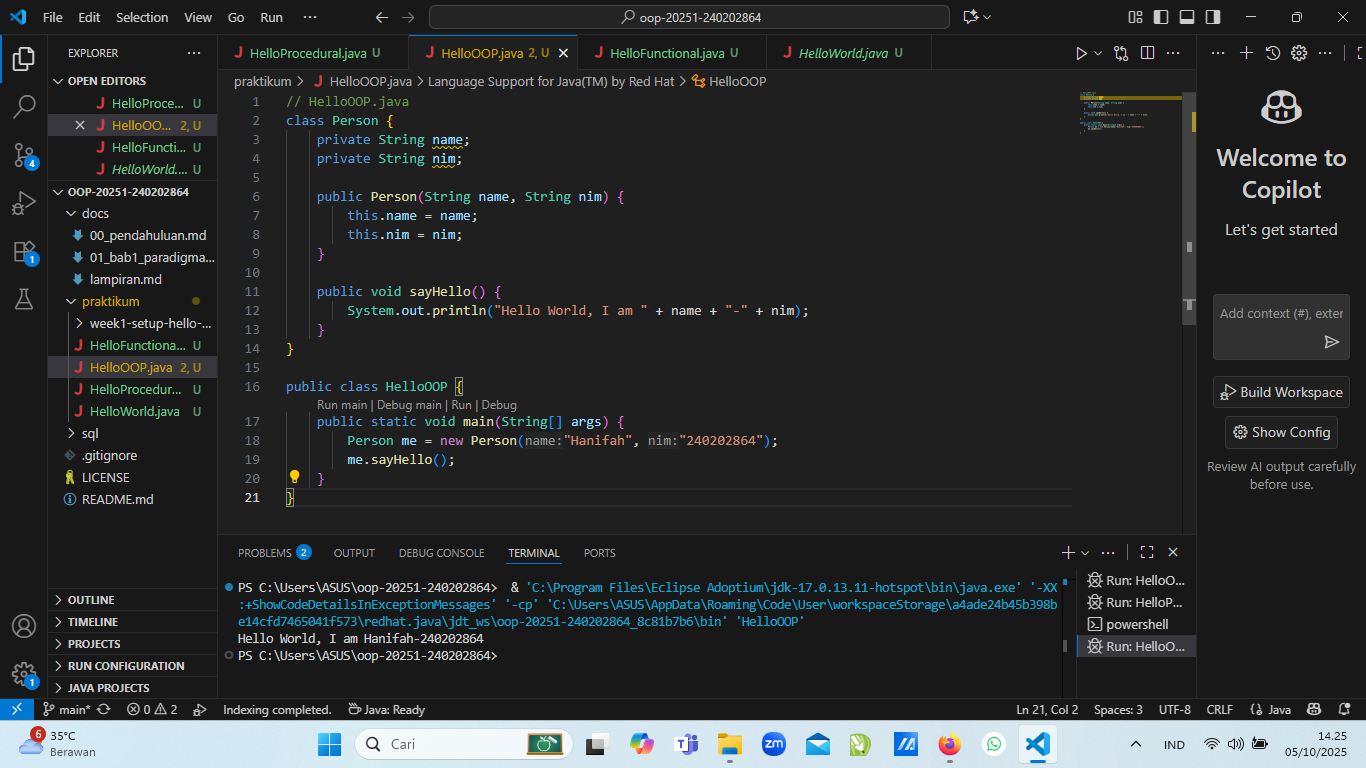 File Edit Selection View Go Run ··· oop-20251-240202864
EXPLORER ···
OPEN EDITORS
HelloProce... U
HelloOO... 2, U
HelloFuncti... U
HelloWorld.... U
OOP-20251-240202864
docs
00_pendahuluan.md
01_bab1_paradigma...
lampiran.md
praktikum
week1-setup-hello-...
HelloFunctiona... U
HelloOOP.java 2, U
HelloProcedur... U
HelloWorld.java U
sql
.gitignore
LICENSE
README.md
OUTLINE
TIMELINE
PROJECTS
RUN CONFIGURATION
JAVA PROJECTS
4
1
1
HelloProcedural.java U HelloOOP.java 2, U HelloFunctional.java U HelloWorld.java U
praktikum > HelloOOP.java > Language Support for Java(TM) by Red Hat > HelloOOP
1 // HelloOOP.java
2 class Person {
3 private String name;
4 private String nim;
5
6 public Person(String name, String nim) {
7 this.name = name;
8 this.nim = nim;
9 }
10
11 public void sayHello() {
12 System.out.println("Hello World, I am " + name + "-" + nim);
13 }
14 }
15
16 public class HelloOOP {
Run main | Debug main | Run | Debug
17 public static void main(String[] args) {
18 Person me = new Person(name:"Hanifah", nim:"240202864");
19 me.sayHello();
20 }
21 }
PROBLEMS 2 OUTPUT DEBUG CONSOLE TERMINAL PORTS
PS C:\Users\ASUS\oop-20251-240202864> & 'C:\Program Files\Eclipse Adoptium\jdk-17.0.13.11-hotspot\bin\java.exe' '-XX
:+ShowCodeDetailsInExceptionMessages' '-cp' 'C:\Users\ASUS\AppData\Roaming\Code\User\workspaceStorage\a4ade24b45b398b
e14cfd7465041f573\redhat.java\jdt_ws\oop-20251-240202864_8c81b7b6\bin' 'HelloOOP'
Hello World, I am Hanifah-240202864
PS C:\Users\ASUS\oop-20251-240202864>
Run: HelloO...
Run: HelloP...
powershell
Run: HelloO...
Welcome to
Copilot
Let's get started
Add context (#), exter
Build Workspace
Show Config
Review AI output carefully
before use.
main* 0 2 Indexing completed. Java: Ready Ln 21, Col 2 Spaces: 3 UTF-8 CRLF {} Java
6
35°C
Berawan
Cari
zm
IND
14.25
05/10/2025